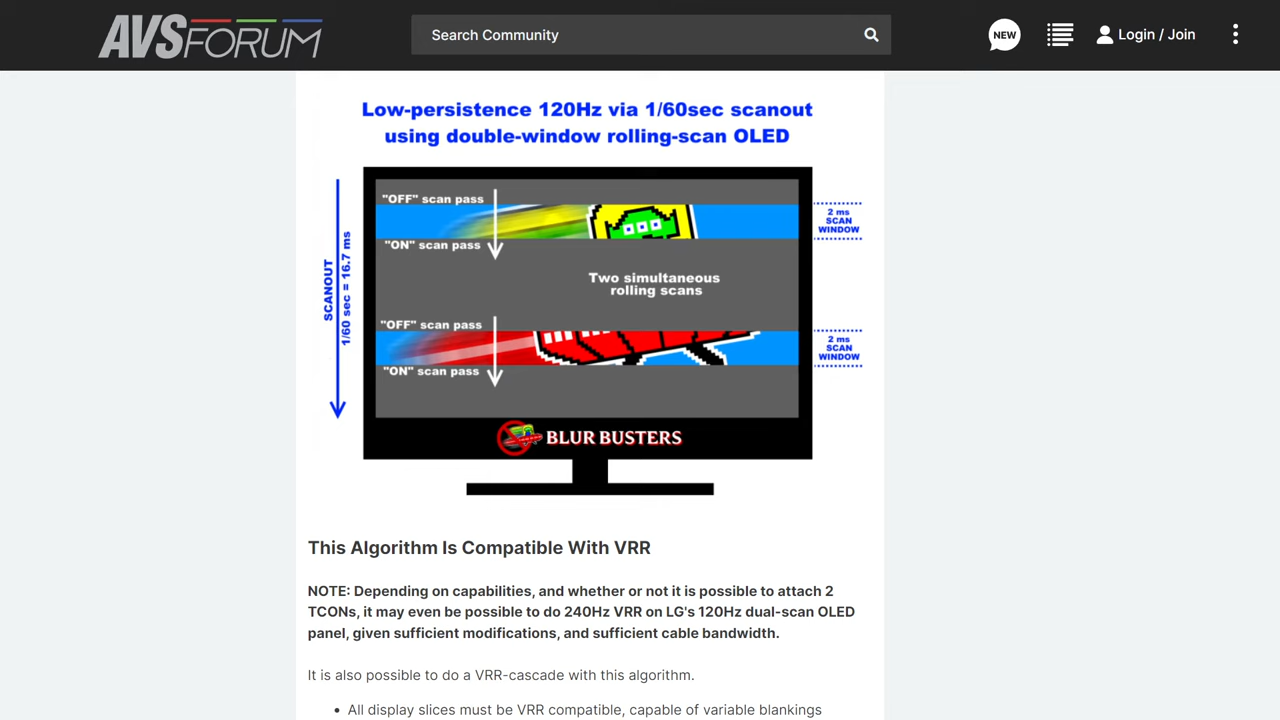 AVSFORUM
Search Community
NEW
Login / Join
Low-persistence 120Hz via 1/60sec scanout
using double-window rolling-scan OLED
"OFF" scan pass
2 ms
SCAN
WINDOW
"ON" scan pass
SCANOUT
1/60 sec = 16.7 ms
Two simultaneous
rolling scans
"OFF" scan pass
2 ms
SCAN
WINDOW
"ON" scan pass
BLUR BUSTERS
This Algorithm Is Compatible With VRR
NOTE: Depending on capabilities, and whether or not it is possible to attach 2
TCONs, it may even be possible to do 240Hz VRR on LG's 120Hz dual-scan OLED
panel, given sufficient modifications, and sufficient cable bandwidth.
It is also possible to do a VRR-cascade with this algorithm.
• All display slices must be VRR compatible, capable of variable blankings